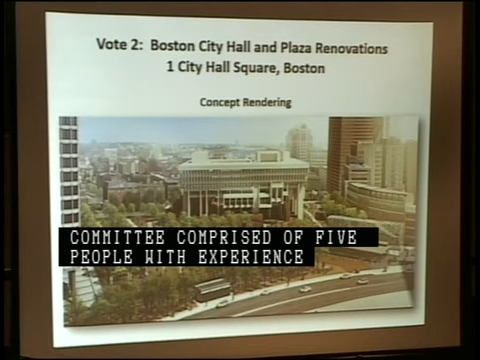 Vote 2: Boston City Hall and Plaza Renovations
1 City Hall Square, Boston
Concept Rendering
COMMITTEE COMPRISED OF FIVE
PEOPLE WITH EXPERIENCE